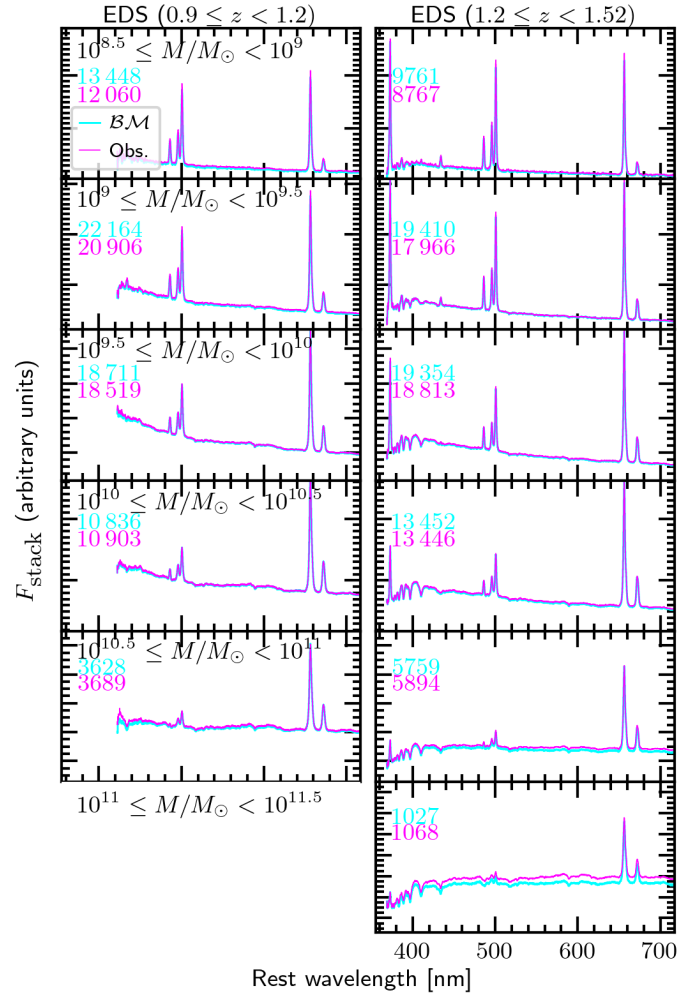 EDS (0.9 ≤ z < 1.2)
EDS (1.2 ≤ z < 1.52)
10^8.5 ≤ M/M⊙ < 10^9
13 448
12 060
ℬℳ
Obs.
9761
8767
10^9 ≤ M/M⊙ < 10^9.5
22 164
20 906
19 410
17 966
10^9.5 ≤ M/M⊙ < 10^10
18 711
18 519
19 354
18 813
10^10 ≤ M/M⊙ < 10^10.5
10 836
10 903
13 452
13 446
10^10.5 ≤ M/M⊙ < 10^11
3628
3689
5759
5894
10^11 ≤ M/M⊙ < 10^11.5
1027
1068
F_stack (arbitrary units)
400 500 600 700
Rest wavelength [nm]